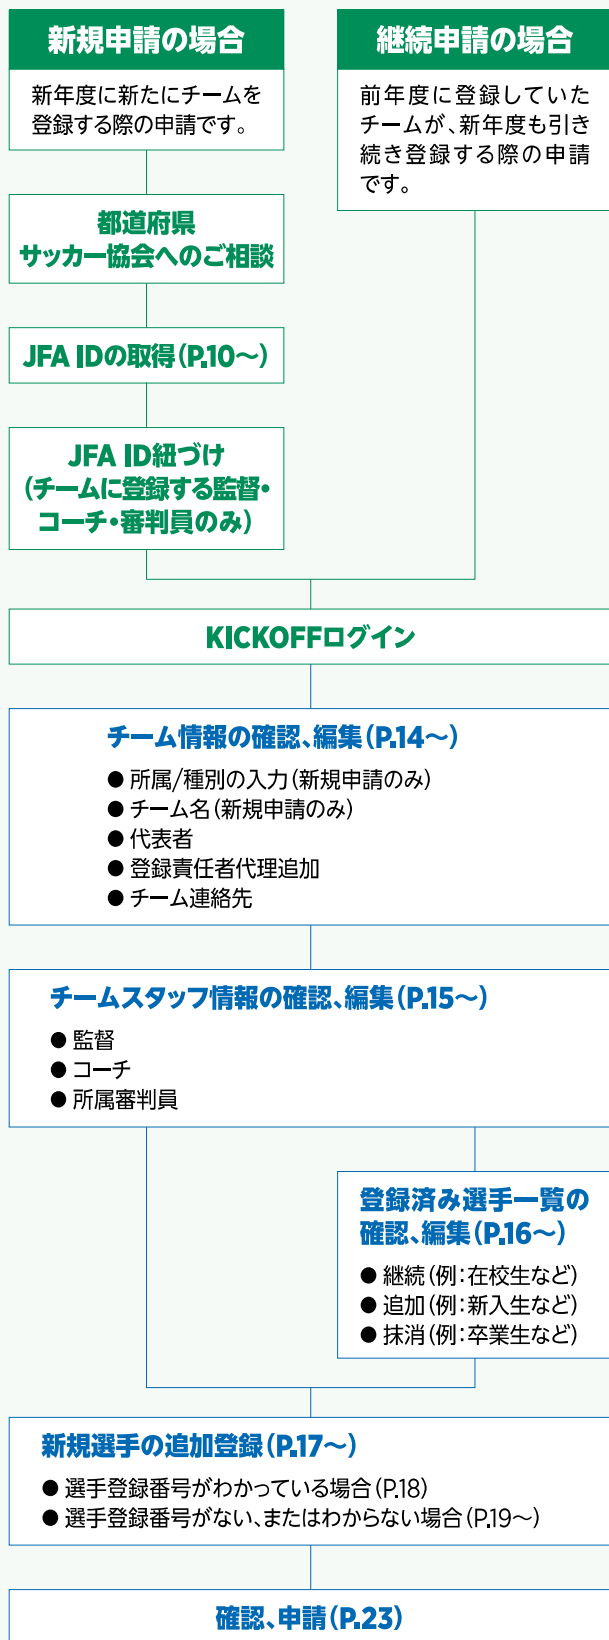 新規申請の場合
新年度に新たにチームを
登録する際の申請です。
継続申請の場合
前年度に登録していた
チームが、新年度も引き
続き登録する際の申請
です。
都道府県
サッカー協会へのご相談
JFA IDの取得(P.10〜)
JFA ID紐づけ
(チームに登録する監督・
コーチ・審判員のみ)
KICKOFFログイン
チーム情報の確認、編集(P.14〜)
● 所属/種別の入力(新規申請のみ)
● チーム名(新規申請のみ)
● 代表者
● 登録責任者代理追加
● チーム連絡先
チームスタッフ情報の確認、編集(P.15〜)
● 監督
● コーチ
● 所属審判員
登録済み選手一覧の
確認、編集(P.16〜)
● 継続(例:在校生など)
● 追加(例:新入生など)
● 抹消(例:卒業生など)
新規選手の追加登録(P.17〜)
● 選手登録番号がわかっている場合(P.18)
● 選手登録番号がない、またはわからない場合(P.19〜)
確認、申請(P.23)